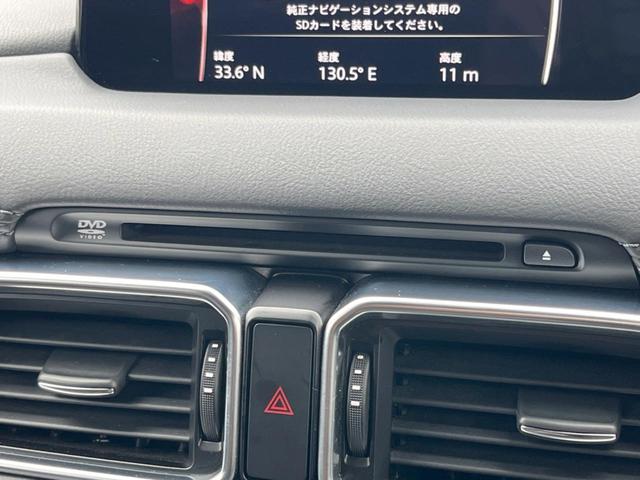 純正ナビゲーションシステム専用の
SDカードを装着してください。
緯度 経度 高度
33.6° N 130.5° E 11 m
DVD
VIDEO